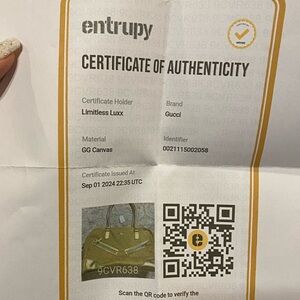 entrupy
CERTIFICATE OF AUTHENTICITY
Certificate Holder Brand
Limitless Luxx Gucci
Material Identifier
GG Canvas 0021115002058
Certificate Issued At
Sep 01 2024 22:35 UTC
9GVR638
Scan the QR code to verify the